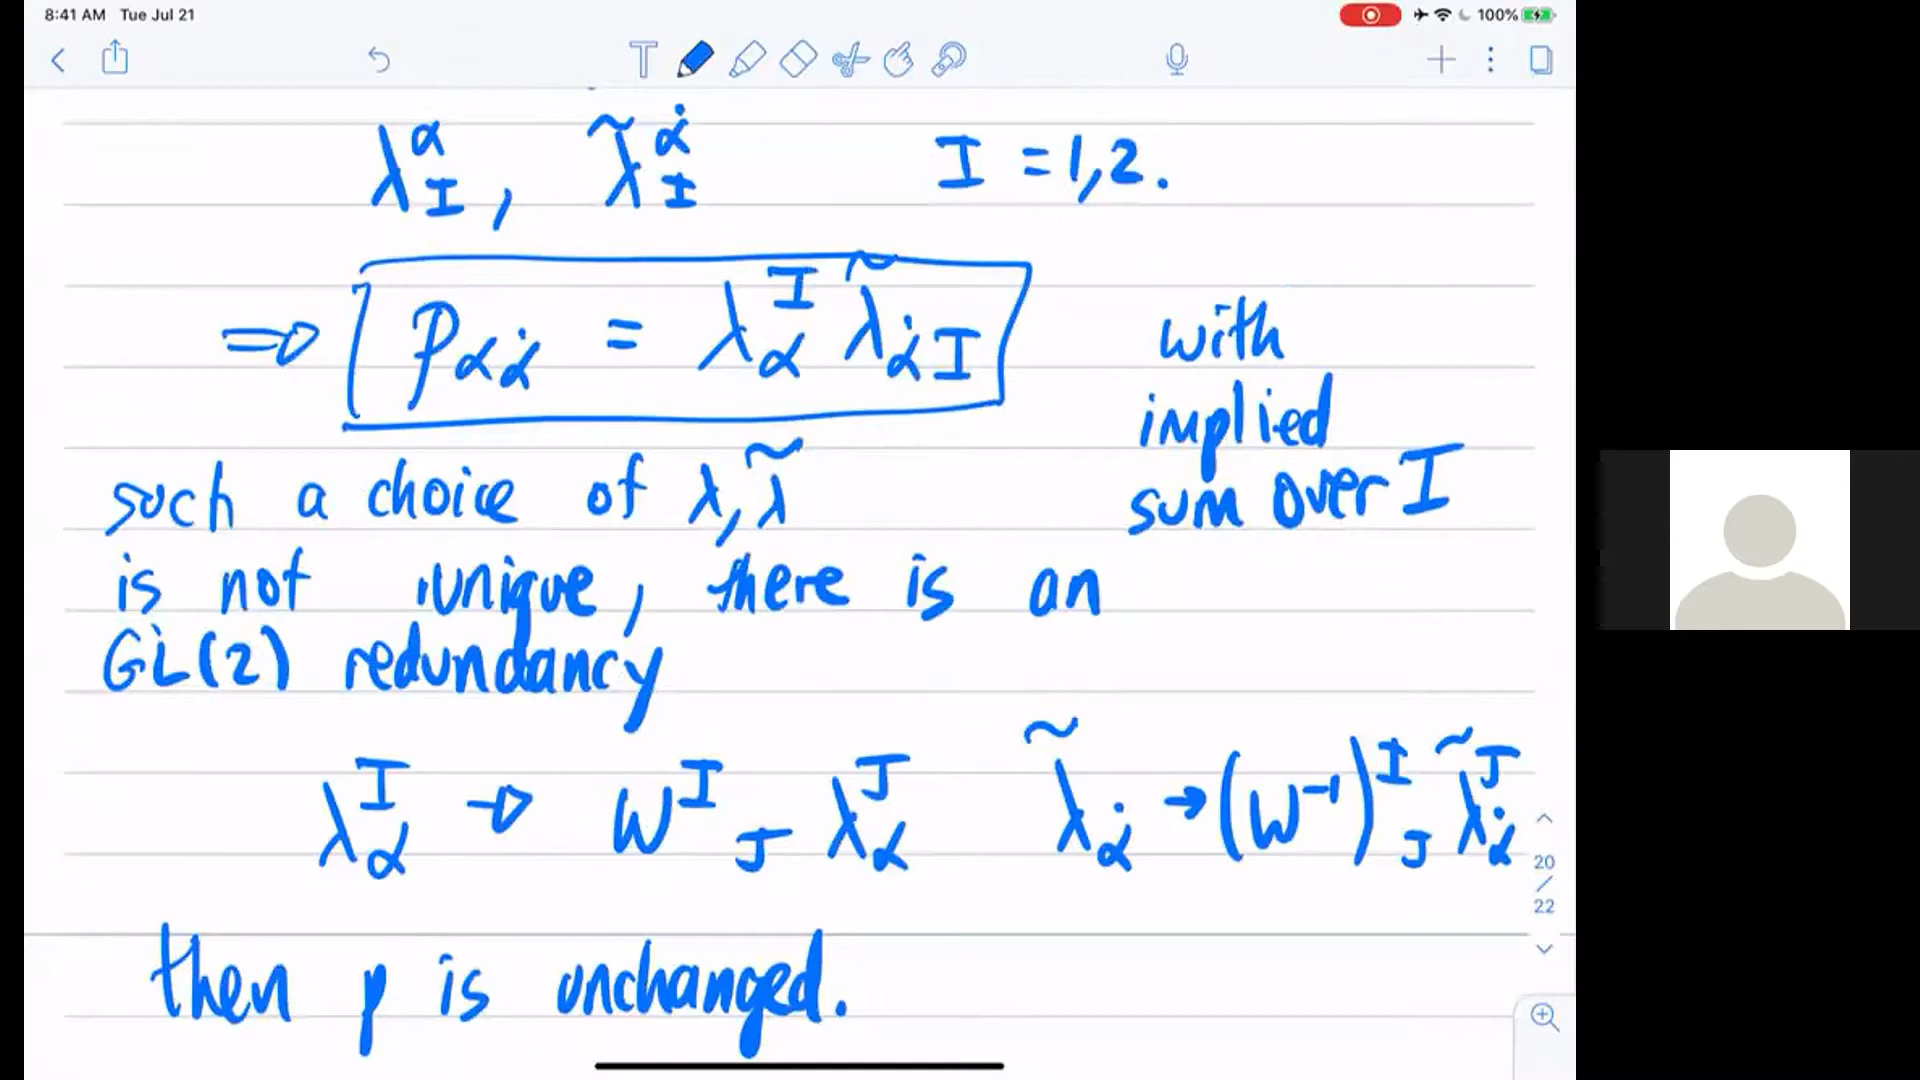 8:41 AM Tue Jul 21 100%
λ^α_I , λ̃^α̇_I I = 1,2.
⇒ p_αα̇ = λ^I_α λ̃_α̇I with
implied
sum over I
such a choice of λ, λ̃
is not unique, there is an
GL(2) redundancy
λ^I_α → W^I_J λ^J_α λ̃_α̇ → (W^-1)^I_J λ̃^J_α̇
20
/
22
then p is unchanged.